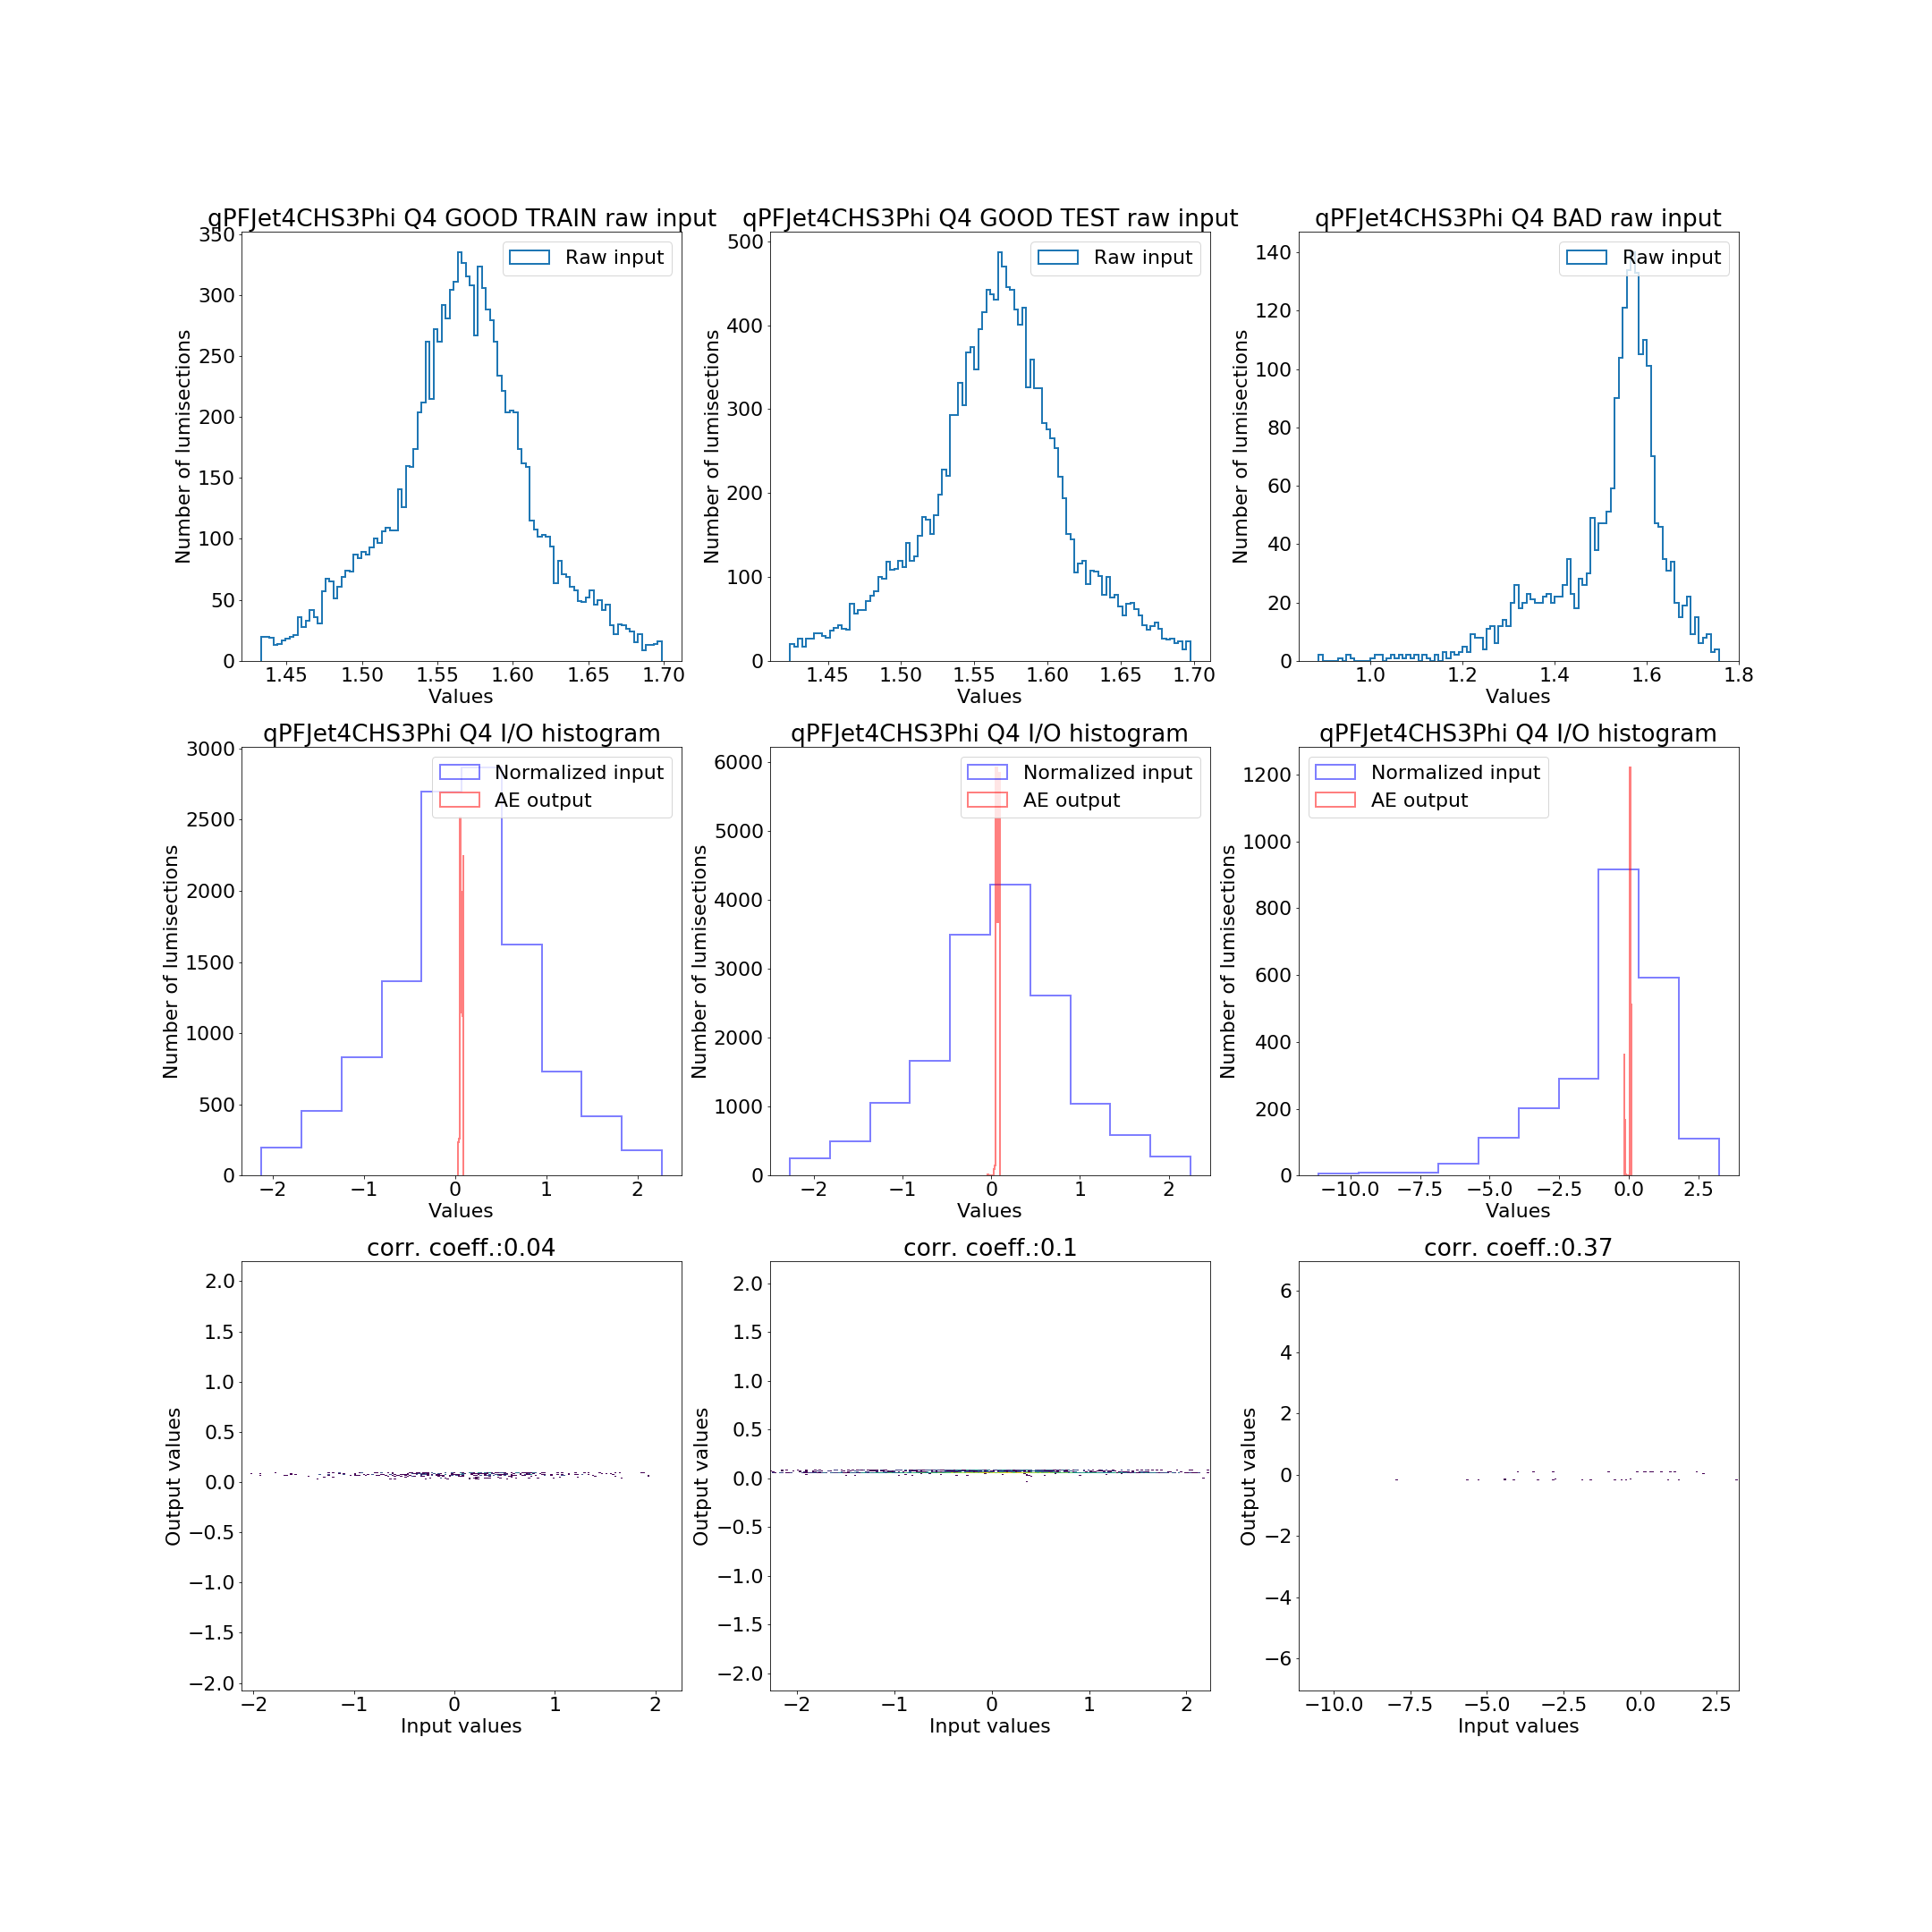 qPFJet4CHS3Phi Q4 GOOD TRAIN raw input
qPFJet4CHS3Phi Q4 GOOD TEST raw input
qPFJet4CHS3Phi Q4 BAD raw input
Raw input
Raw input
Raw input
Number of lumisections
350
300
250
200
150
100
50
0
1.45 1.50 1.55 1.60 1.65 1.70
Values
Number of lumisections
500
400
300
200
100
0
1.45 1.50 1.55 1.60 1.65 1.70
Values
Number of lumisections
140
120
100
80
60
40
20
0
1.0 1.2 1.4 1.6 1.8
Values
qPFJet4CHS3Phi Q4 I/O histogram
Normalized input
AE output
Number of lumisections
3000
2500
2000
1500
1000
500
0
−2 −1 0 1 2
Values
qPFJet4CHS3Phi Q4 I/O histogram
Normalized input
AE output
Number of lumisections
6000
5000
4000
3000
2000
1000
0
−2 −1 0 1 2
Values
qPFJet4CHS3Phi Q4 I/O histogram
Normalized input
AE output
Number of lumisections
1200
1000
800
600
400
200
0
−10.0 −7.5 −5.0 −2.5 0.0 2.5
Values
corr. coeff.:0.04
Output values
2.0
1.5
1.0
0.5
0.0
−0.5
−1.0
−1.5
−2.0
−2 −1 0 1 2
Input values
corr. coeff.:0.1
Output values
2.0
1.5
1.0
0.5
0.0
−0.5
−1.0
−1.5
−2.0
−2 −1 0 1 2
Input values
corr. coeff.:0.37
Output values
6
4
2
0
−2
−4
−6
−10.0 −7.5 −5.0 −2.5 0.0 2.5
Input values